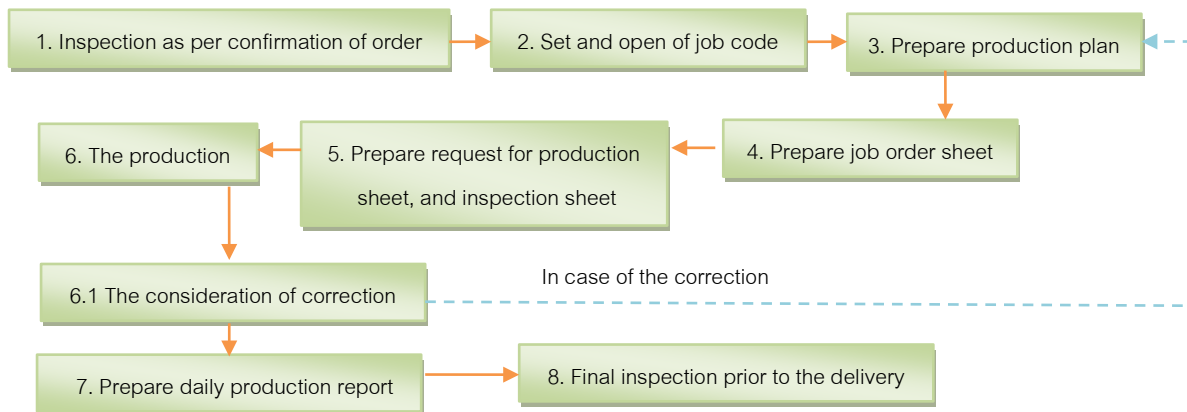 1. Inspection as per confirmation of order
2. Set and open of job code
3. Prepare production plan
4. Prepare job order sheet
5. Prepare request for production
sheet, and inspection sheet
6. The production
6.1 The consideration of correction
In case of the correction
7. Prepare daily production report
8. Final inspection prior to the delivery